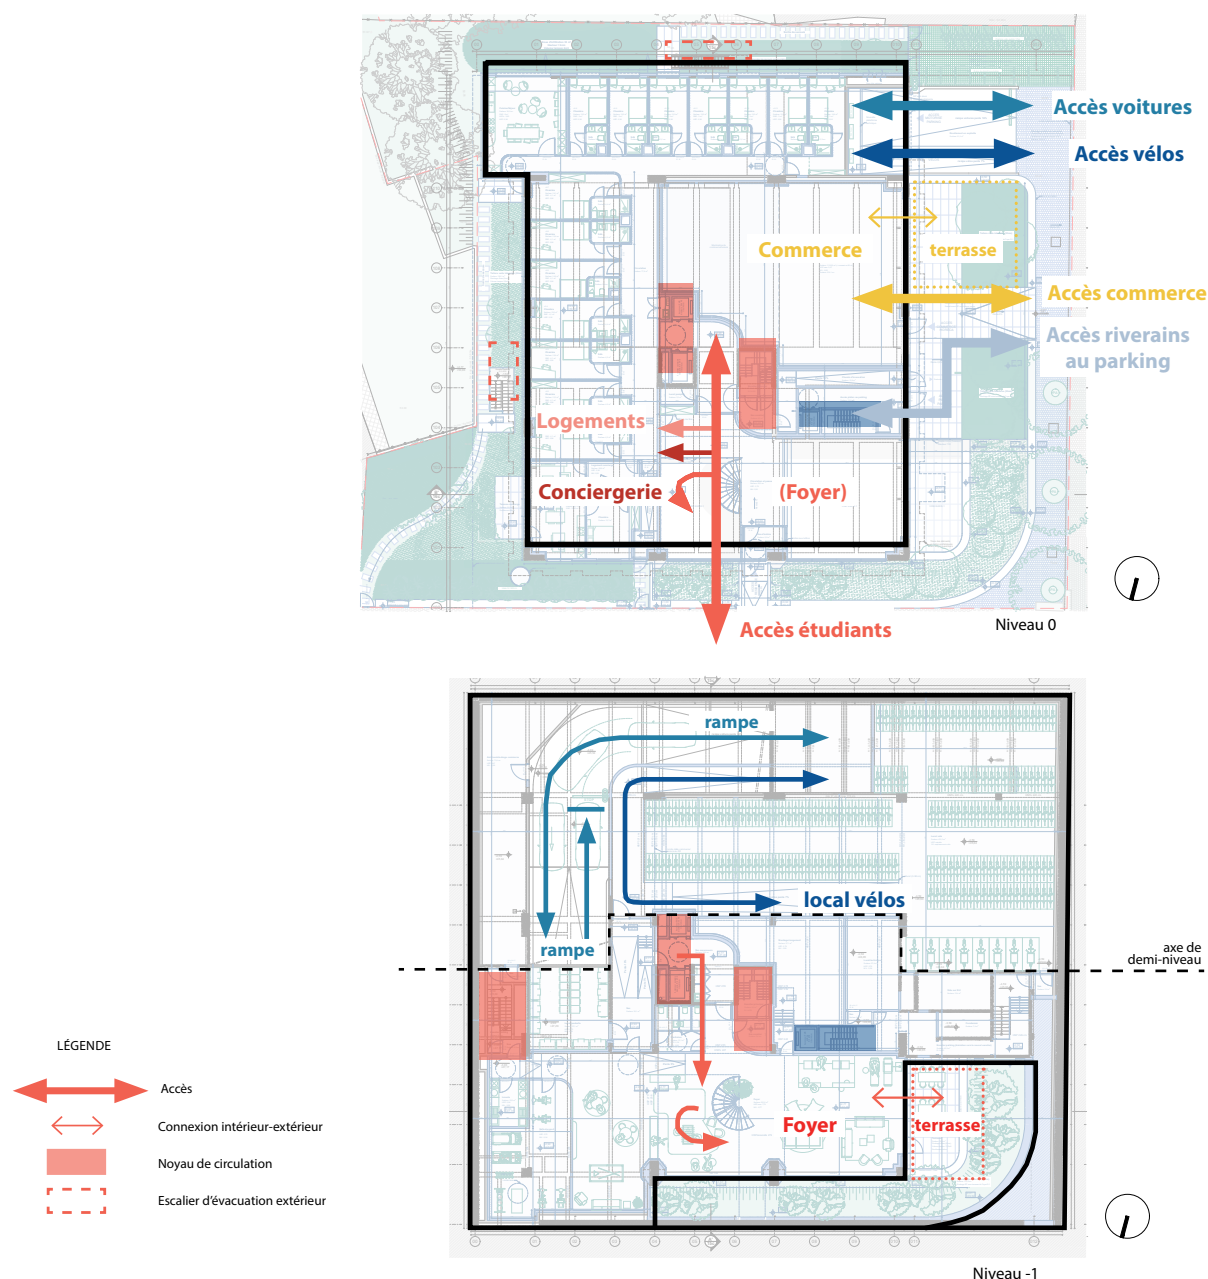 Accès voitures
Accès vélos
Commerce
terrasse
Accès commerce
Accès riverains
au parking
Logements
Conciergerie
(Foyer)
Accès étudiants
Niveau 0
rampe
local vélos
rampe
axe de
demi-niveau
Foyer
terrasse
LÉGENDE
Accès
Connexion intérieur-extérieur
Noyau de circulation
Escalier d'évacuation extérieur
Niveau -1